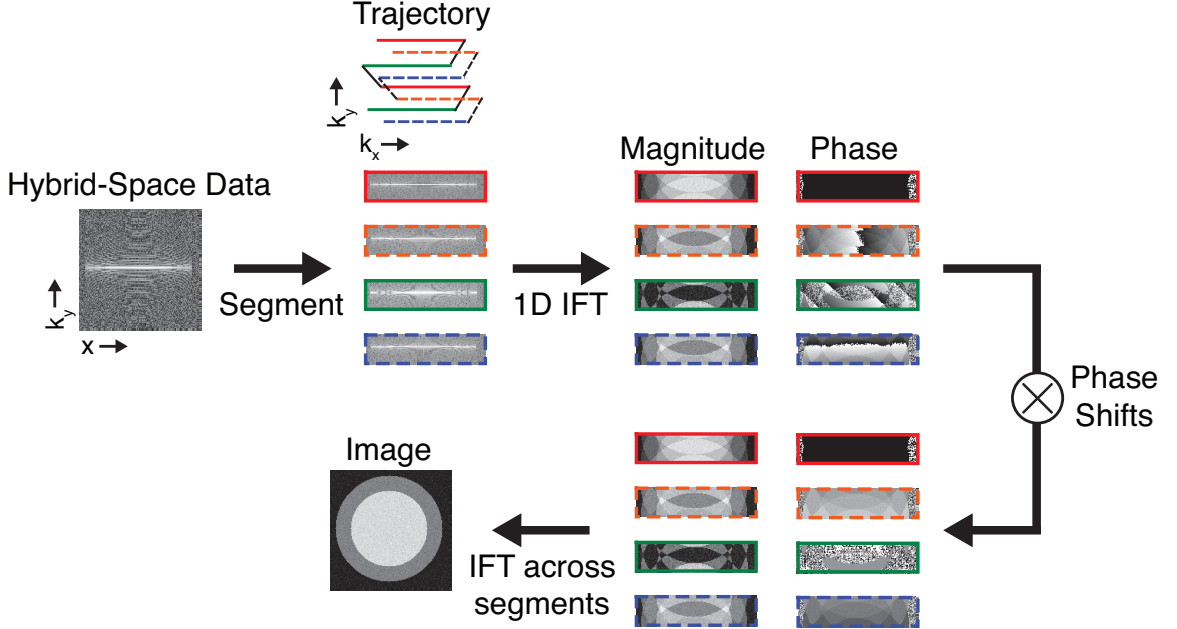 Trajectory
k_y
k_x
Hybrid-Space Data
k_y
x
Segment
1D IFT
Magnitude
Phase
Phase
Shifts
Image
IFT across
segments